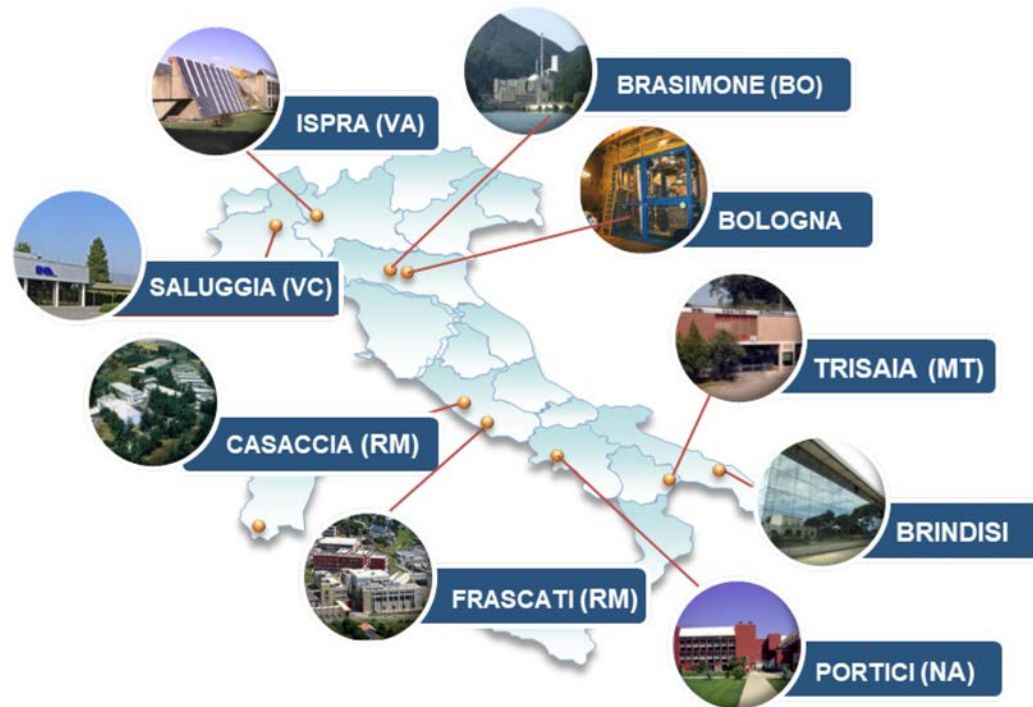 BRASIMONE (BO)
ISPRA (VA)
BOLOGNA
SALUGGIA (VC)
TRISAIA (MT)
CASACCIA (RM)
BRINDISI
FRASCATI (RM)
PORTICI (NA)